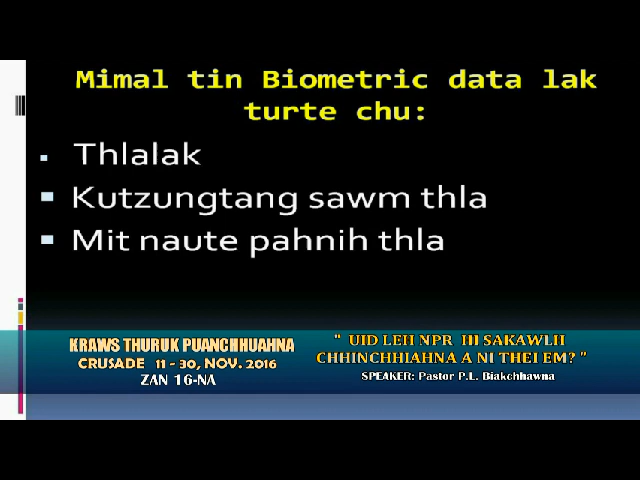 Mimal tin Biometric data lak
turte chu:
Thlalak
Kutzungtang sawm thla
Mit naute pahnih thla
KRAWS THURUK PUANCHHUAHNA
CRUSADE 11 - 30, NOV. 2016
ZAN 16-NA
" UID LEH NPR HI SAKAWLH
CHHINCHHIAHNA A NI THEI EM? "
SPEAKER: Pastor P.L. Biakchhawna